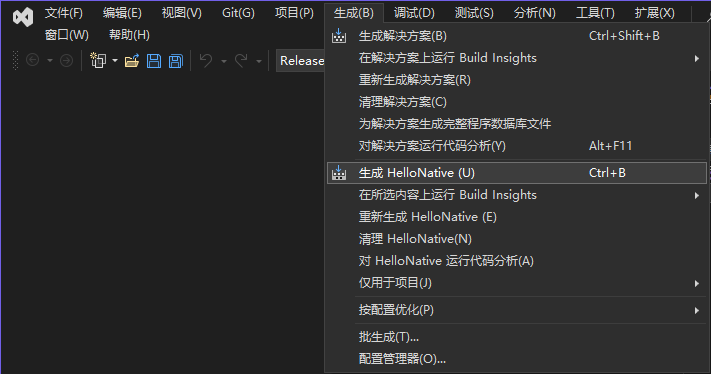 文件(F) 编辑(E) 视图(V) Git(G) 项目(P) 生成(B) 调试(D) 测试(S) 分析(N) 工具(T) 扩展(X)
窗口(W) 帮助(H)
Release
生成解决方案(B) Ctrl+Shift+B
在解决方案上运行 Build Insights
重新生成解决方案(R)
清理解决方案(C)
为解决方案生成完整程序数据库文件
对解决方案运行代码分析(Y) Alt+F11
生成 HelloNative (U) Ctrl+B
在所选内容上运行 Build Insights
重新生成 HelloNative (E)
清理 HelloNative(N)
对 HelloNative 运行代码分析(A)
仅用于项目(J)
按配置优化(P)
批生成(T)...
配置管理器(O)...